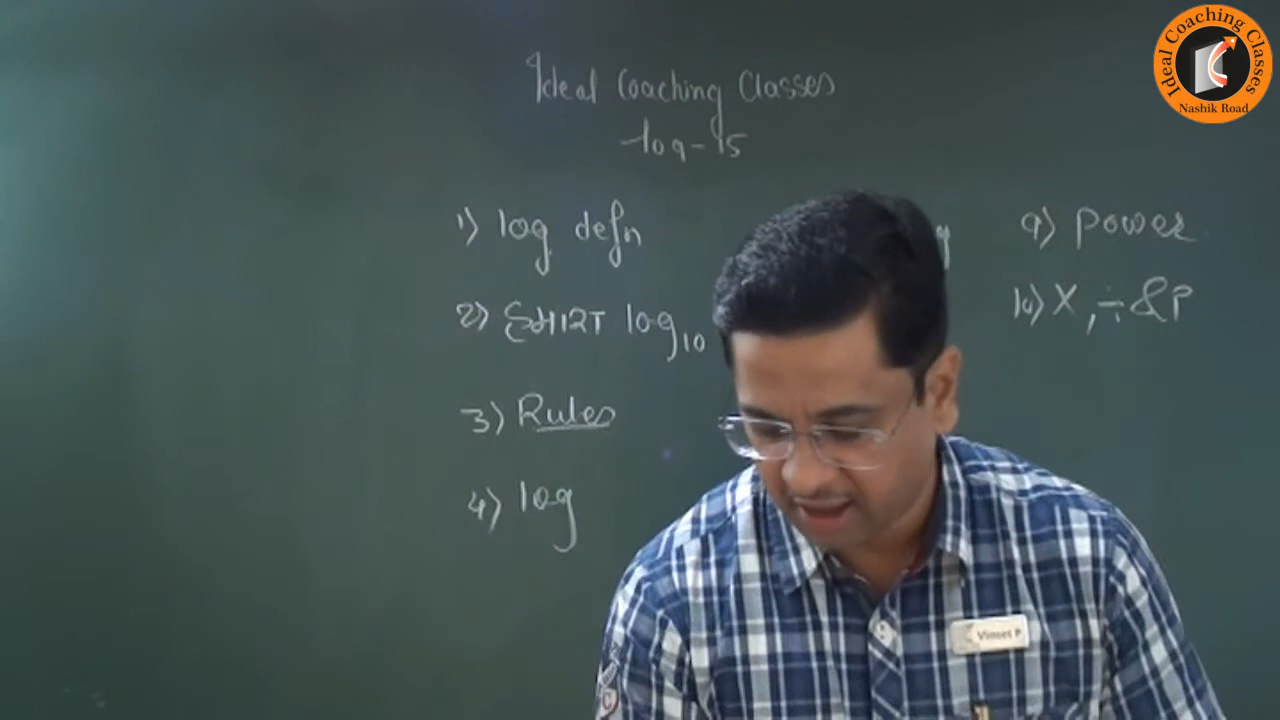 Ideal Coaching Classes
log-15
1) log defn
2) हमारा log10
3) Rules
4) log
9) Power
10) X, ÷ & P
Ideal Coaching Classes
Nashik Road
Vineet P